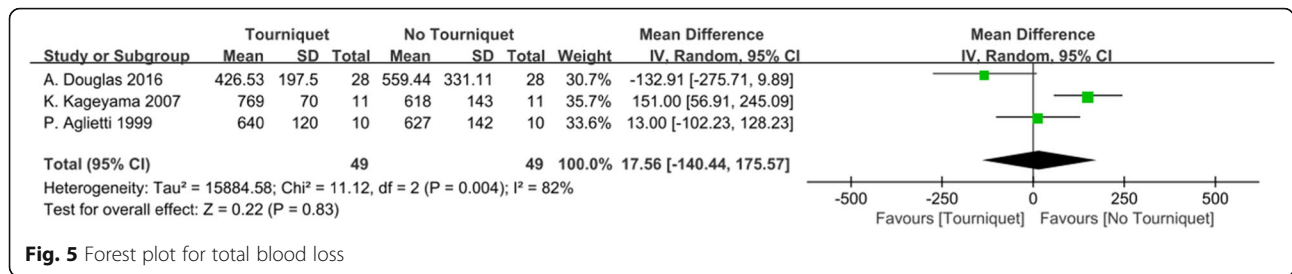 Tourniquet No Tourniquet Mean Difference Mean Difference
Study or Subgroup Mean SD Total Mean SD Total Weight IV, Random, 95% CI IV, Random, 95% CI
A. Douglas 2016 426.53 197.5 28 559.44 331.11 28 30.7% -132.91 [-275.71, 9.89]
K. Kageyama 2007 769 70 11 618 143 11 35.7% 151.00 [56.91, 245.09]
P. Aglietti 1999 640 120 10 627 142 10 33.6% 13.00 [-102.23, 128.23]
Total (95% CI) 49 49 100.0% 17.56 [-140.44, 175.57]
Heterogeneity: Tau² = 15884.58; Chi² = 11.12, df = 2 (P = 0.004); I² = 82%
Test for overall effect: Z = 0.22 (P = 0.83)
-500 -250 0 250 500
Favours [Tourniquet] Favours [No Tourniquet]
Fig. 5 Forest plot for total blood loss